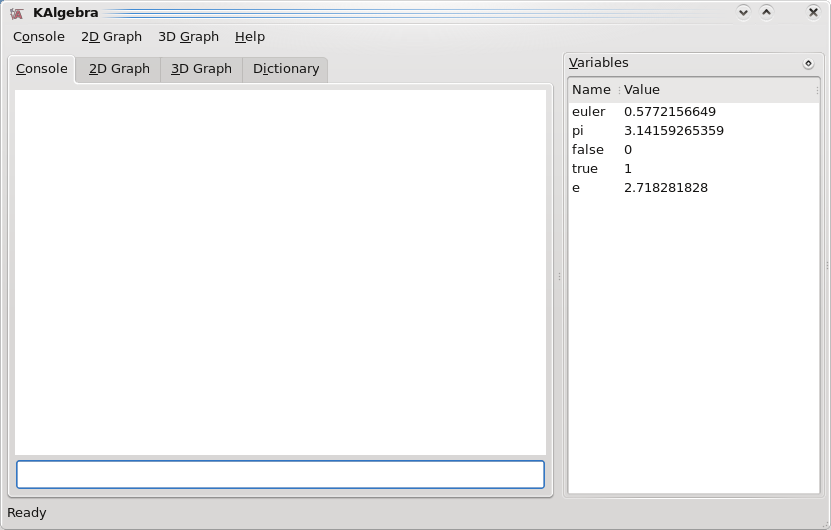 KAlgebra
Console 2D Graph 3D Graph Help
Console 2D Graph 3D Graph Dictionary
Variables
Name Value
euler 0.5772156649
pi 3.14159265359
false 0
true 1
e 2.718281828
Ready